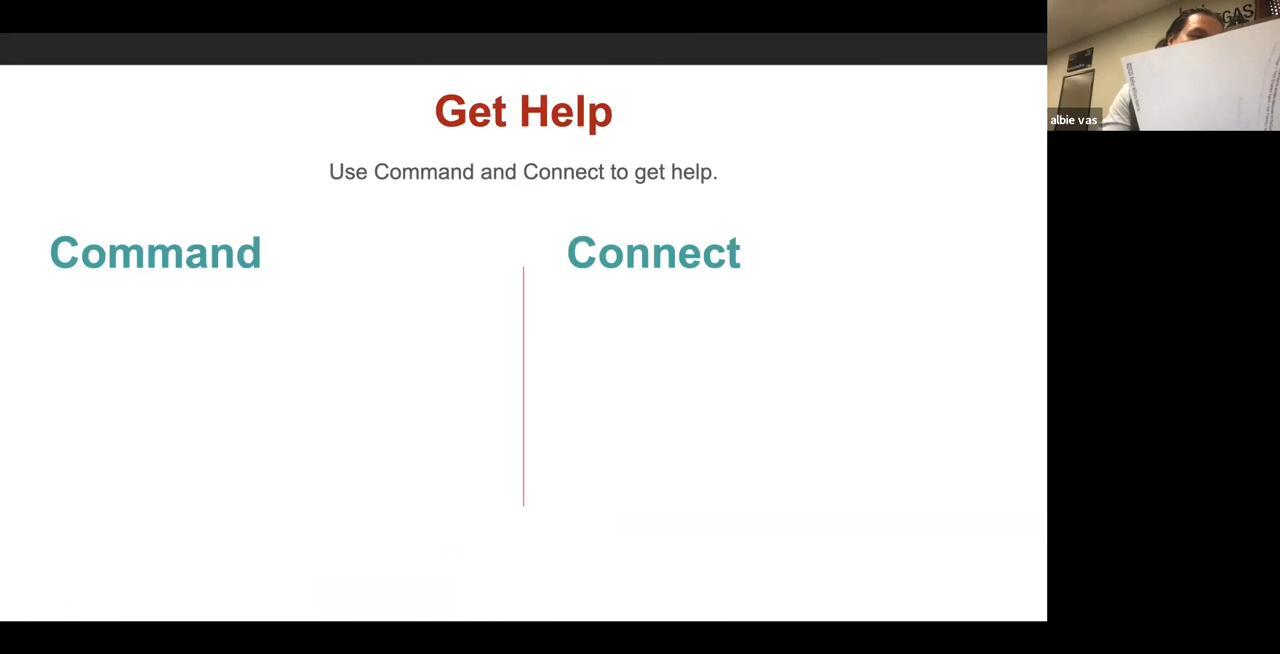 Get Help
Use Command and Connect to get help.
Command
Connect
albie vas